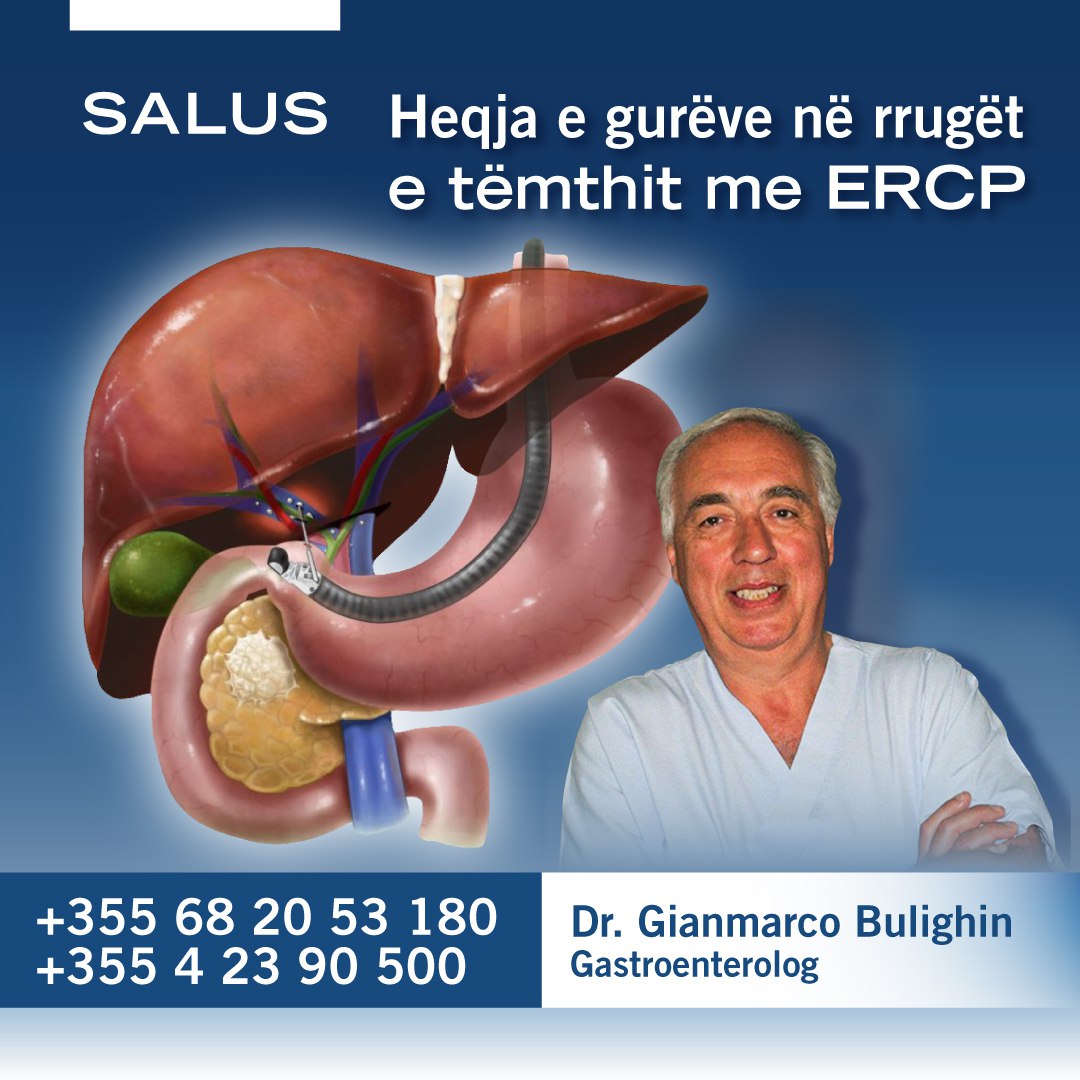 SALUS
Heqja e gurëve në rrugët
e tëmthit me ERCP
+355 68 20 53 180
+355 4 23 90 500
Dr. Gianmarco Bulighin
Gastroenterolog